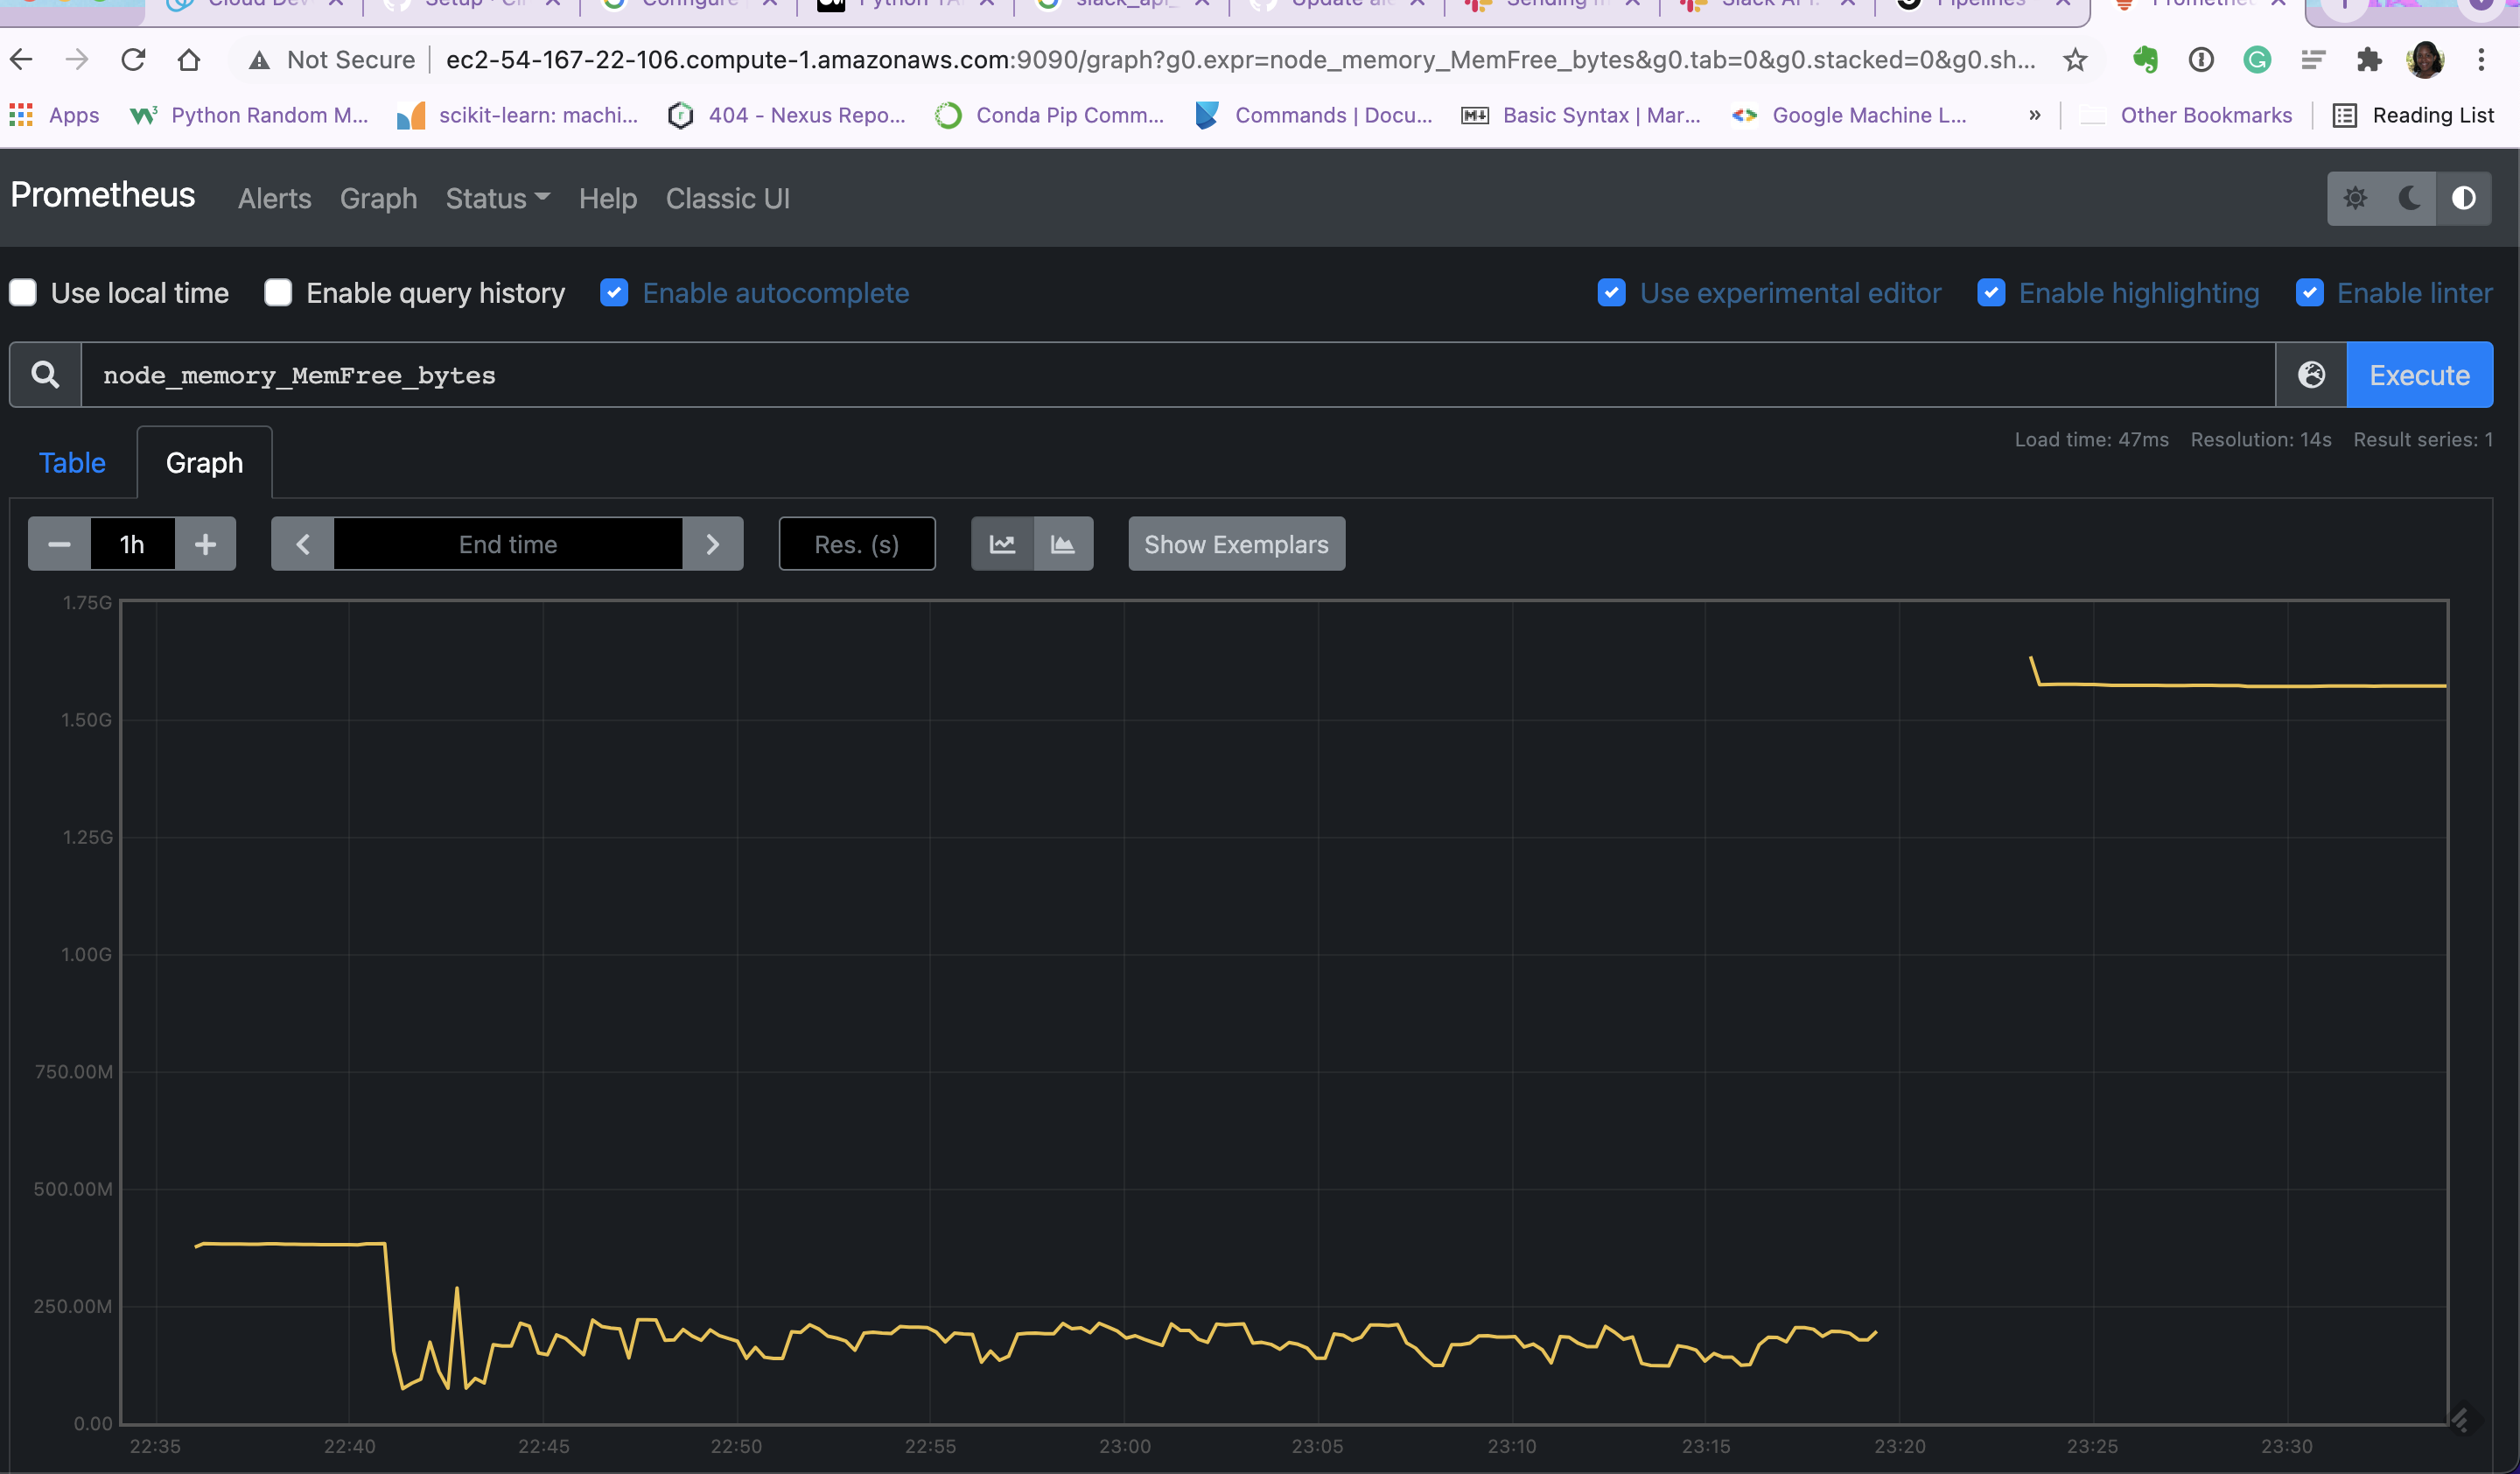 Not Secure ec2-54-167-22-106.compute-1.amazonaws.com:9090/graph?g0.expr=node_memory_MemFree_bytes&g0.tab=0&g0.stacked=0&g0.sh...
Apps Python Random M... scikit-learn: machi... 404 - Nexus Repo... Conda Pip Comm... Commands | Docu... Basic Syntax | Mar... Google Machine L... » Other Bookmarks Reading List
Prometheus Alerts Graph Status Help Classic UI
Use local time Enable query history Enable autocomplete Use experimental editor Enable highlighting Enable linter
node_memory_MemFree_bytes Execute
Load time: 47ms Resolution: 14s Result series: 1
Table Graph
1h End time Res. (s) Show Exemplars
1.75G
1.50G
1.25G
1.00G
750.00M
500.00M
250.00M
0.00
22:35 22:40 22:45 22:50 22:55 23:00 23:05 23:10 23:15 23:20 23:25 23:30